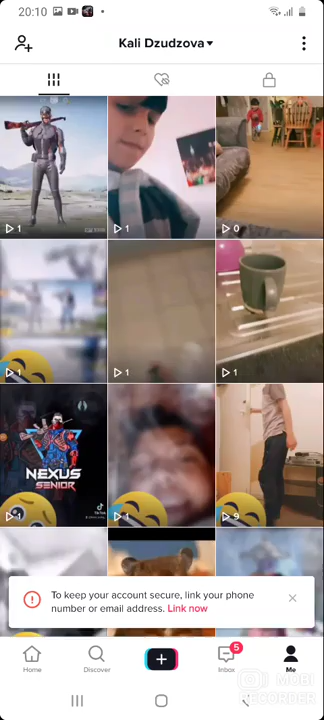 20:10
Kali Dzudzova
1
1
0
1
1
1
NEXUS
SENIOR
TikTok
1
1
9
To keep your account secure, link your phone
number or email address. Link now
Home
Discover
5
Inbox
Me
MOBI
RECORDER